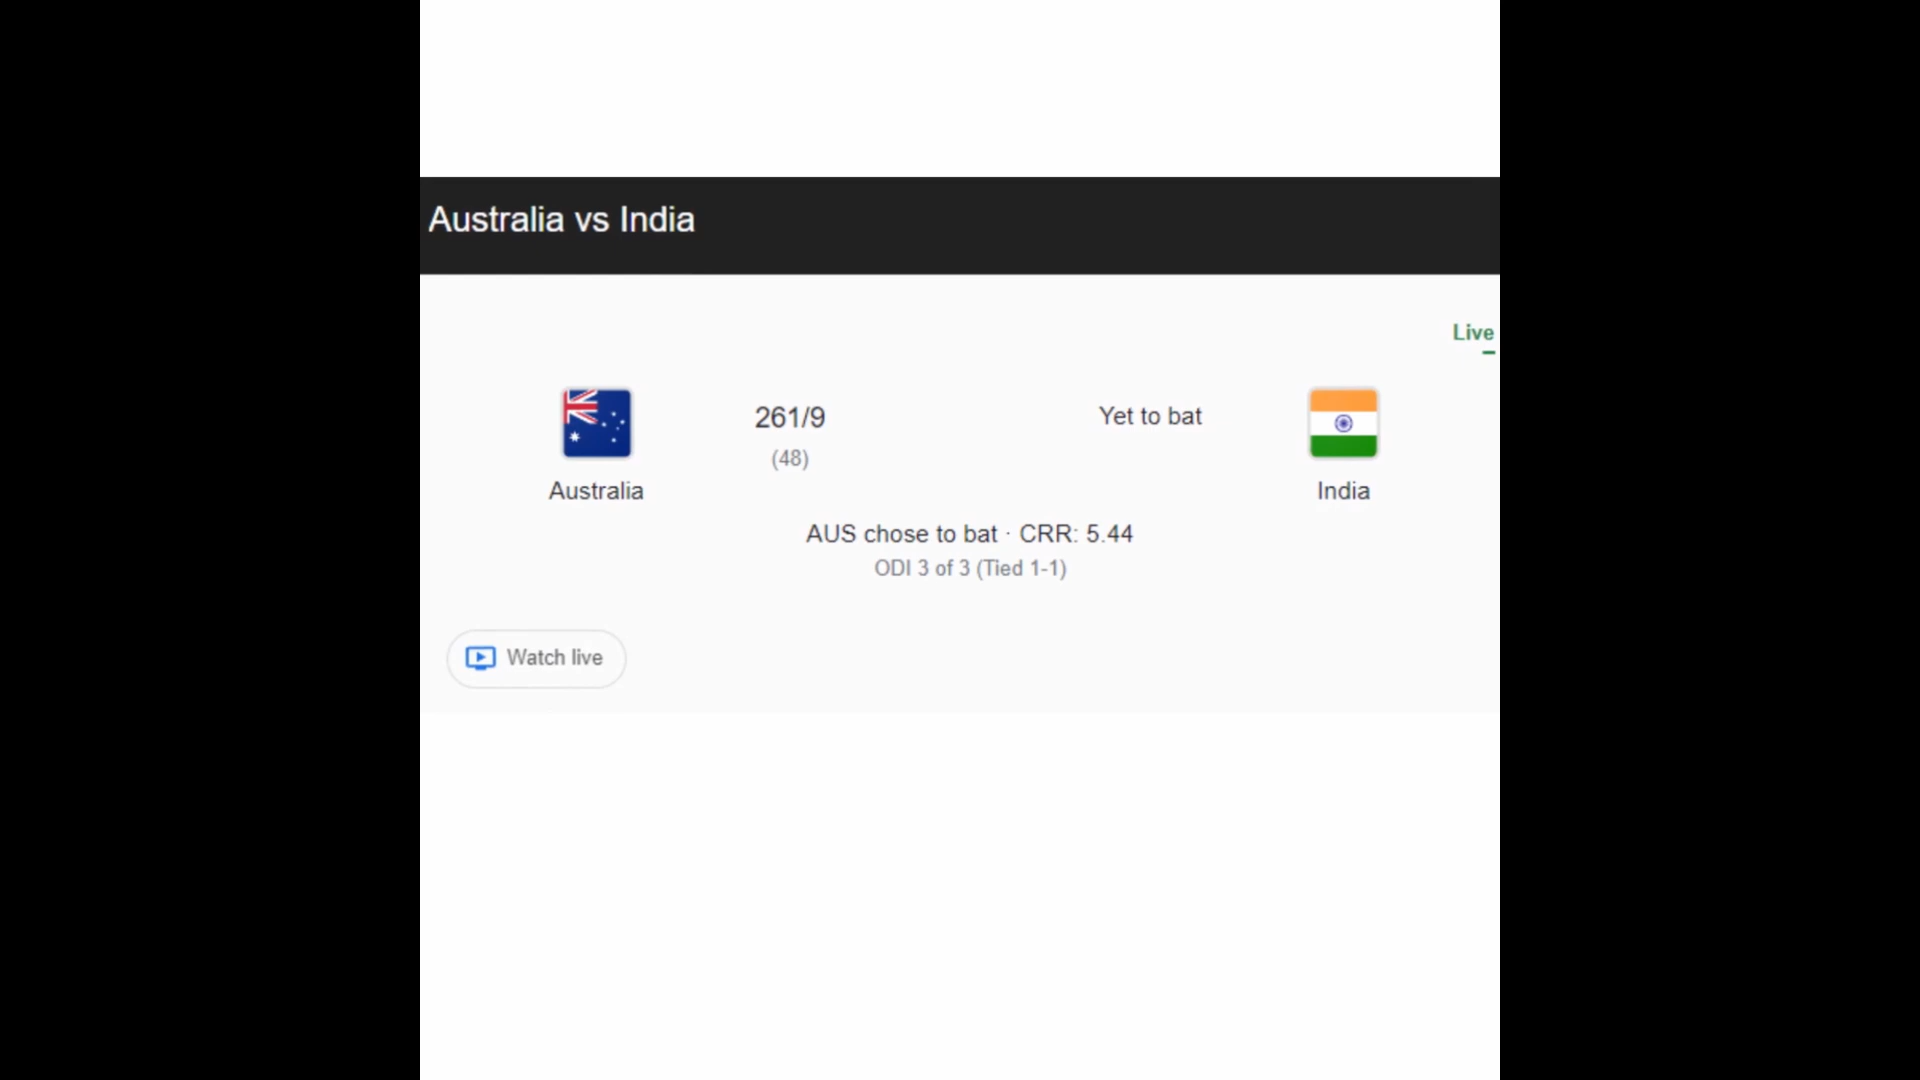 Australia vs India
Live
261/9
Yet to bat
(48)
Australia
India
AUS chose to bat · CRR: 5.44
ODI 3 of 3 (Tied 1-1)
Watch live